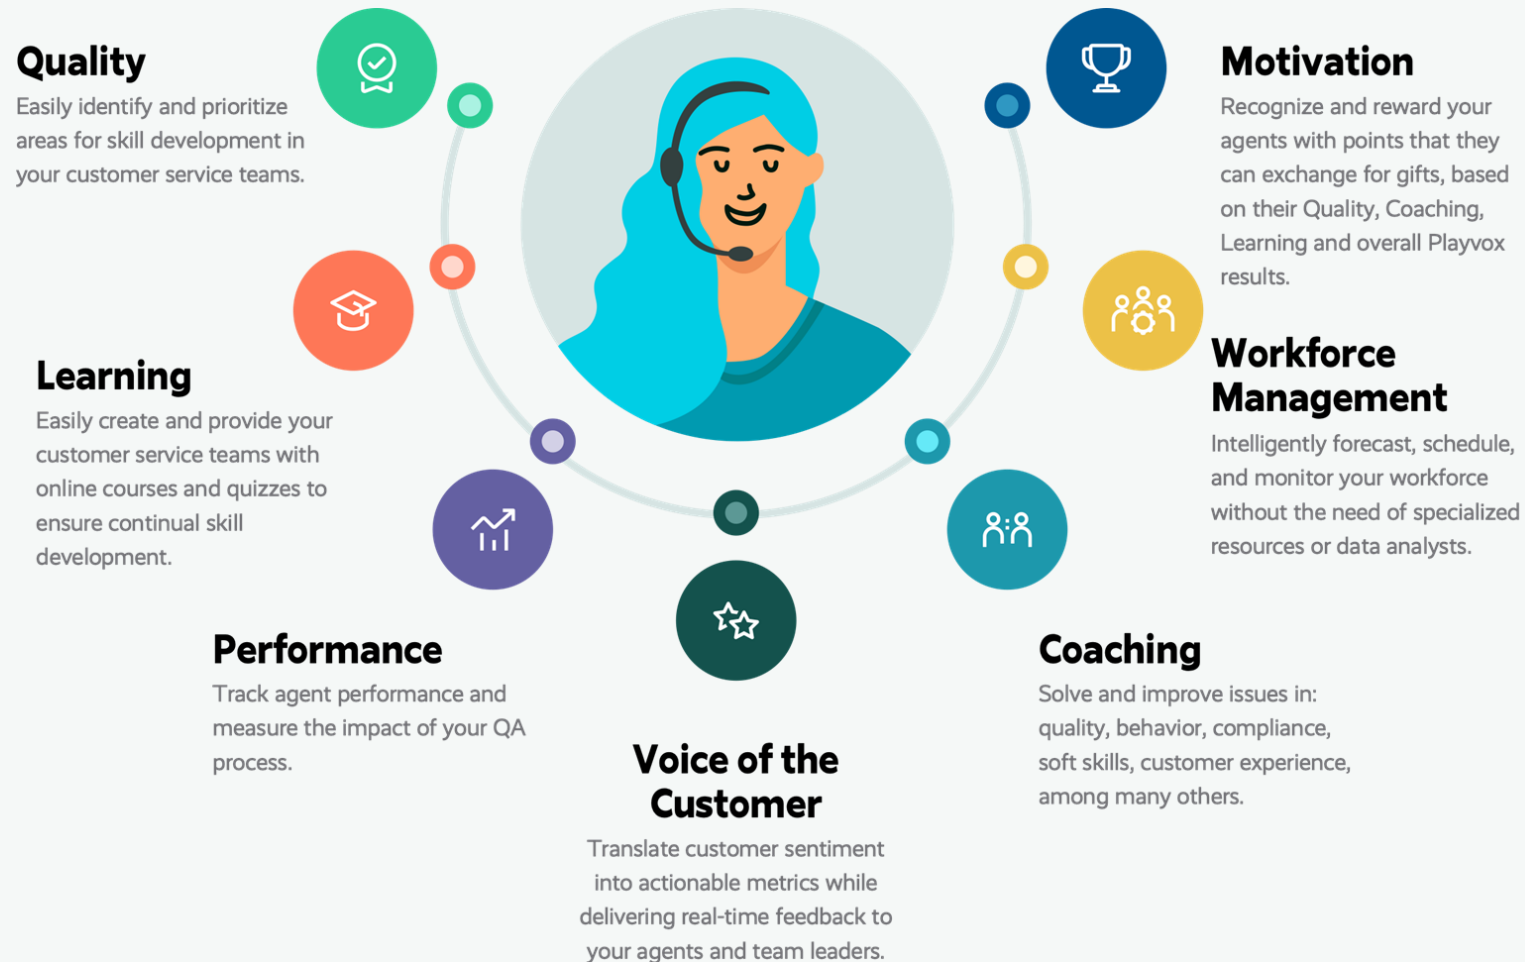 Quality
Easily identify and prioritize
areas for skill development in
your customer service teams.
Learning
Easily create and provide your
customer service teams with
online courses and quizzes to
ensure continual skill
development.
Performance
Track agent performance and
measure the impact of your QA
process.
Voice of the
Customer
Translate customer sentiment
into actionable metrics while
delivering real-time feedback to
your agents and team leaders.
Coaching
Solve and improve issues in:
quality, behavior, compliance,
soft skills, customer experience,
among many others.
Workforce
Management
Intelligently forecast, schedule,
and monitor your workforce
without the need of specialized
resources or data analysts.
Motivation
Recognize and reward your
agents with points that they
can exchange for gifts, based
on their Quality, Coaching,
Learning and overall Playvox
results.